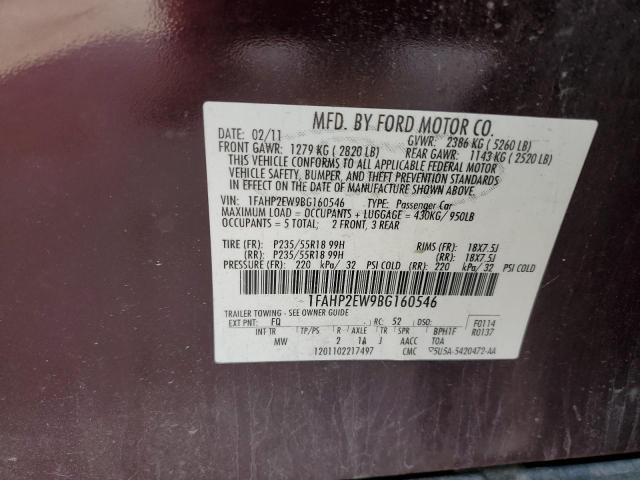 MFD. BY FORD MOTOR CO.
DATE: 02/11 GVWR: 2386 KG ( 5260 LB)
FRONT GAWR: 1279 KG ( 2820 LB) REAR GAWR: 1143 KG ( 2520 LB)
THIS VEHICLE CONFORMS TO ALL APPLICABLE FEDERAL MOTOR
VEHICLE SAFETY, BUMPER, AND THEFT PREVENTION STANDARDS
IN EFFECT ON THE DATE OF MANUFACTURE SHOWN ABOVE.
VIN: 1FAHP2EW9BG160546 TYPE: Passenger Car
MAXIMUM LOAD = OCCUPANTS + LUGGAGE = 430KG/ 950LB
OCCUPANTS = 5 TOTAL: 2 FRONT, 3 REAR
TIRE (FR): P235/55R18 99H RIMS (FR): 18X7.5J
(RR): P235/55R18 99H (RR): 18X7.5J
PRESSURE (FR): 220 kPa/ 32 PSI COLD (RR): 220 kPa/ 32 PSI COLD
1FAHP2EW9BG160546
TRAILER TOWING - SEE OWNER GUIDE
EXT PNT: FQ RC: 52 F0114
INT TR TP/PS R AXLE TR SPR BPH1F R0137
MW 2 1A J AACC TOA
1201102217497 CMC 5U5A-5420472-AA